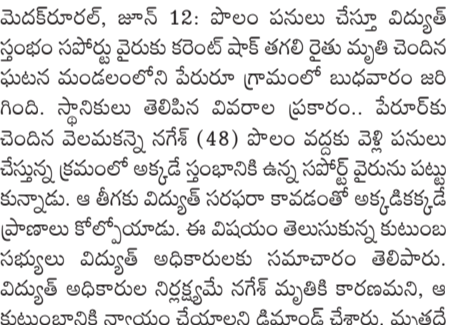 మెదక్‌రూరల్, జూన్ 12: పొలం పనులు చేస్తూ విద్యుత్
స్తంభం సపోర్టు వైరుకు కరెంట్ షాక్ తగలి రైతు మృతి చెందిన
ఘటన మండలంలోని పేరురూ గ్రామంలో బుధవారం జరి
గింది. స్థానికులు తెలిపిన వివరాల ప్రకారం.. పేరూర్‌కు
చెందిన వెలమకన్నె నగేశ్ (48) పొలం వద్దకు వెళ్లి పనులు
చేస్తున్న క్రమంలో అక్కడే స్తంభానికి ఉన్న సపోర్ట్ వైరును పట్టు
కున్నాడు. ఆ తీగకు విద్యుత్ సరఫరా కావడంతో అక్కడికక్కడే
ప్రాణాలు కోల్పోయాడు. ఈ విషయం తెలుసుకున్న కుటుంబ
సభ్యులు విద్యుత్ అధికారులకు సమాచారం తెలిపారు.
విద్యుత్ అధికారుల నిర్లక్ష్యమే నగేశ్ మృతికి కారణమని, ఆ
కుటుంబానికి న్యాయం చేయాలని డిమాండ్ చేశారు. మృతదే